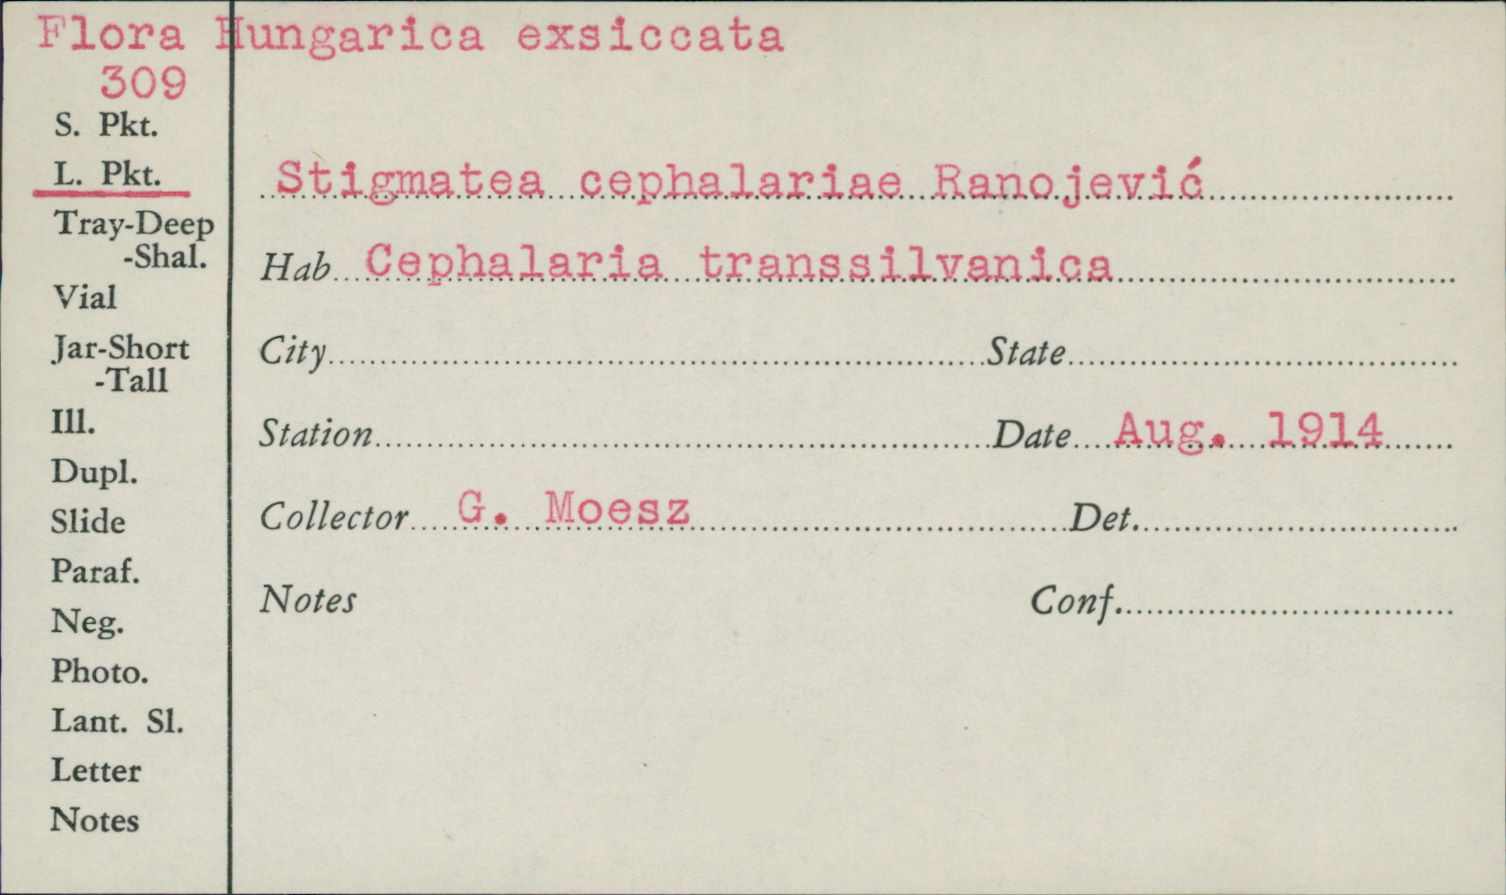 Flora Hungarica exsiccata
309
S. Pkt.
L. Pkt.
Tray-Deep
-Shal.
Vial
Jar-Short
-Tall
Ill.
Dupl.
Slide
Paraf.
Neg.
Photo.
Lant. Sl.
Letter
Notes
Stigmatea cephalariae Ranojević
Hab. Cephalaria transsilvanica
City State
Station Date Aug. 1914
Collector G. Moesz Det.
Notes Conf.